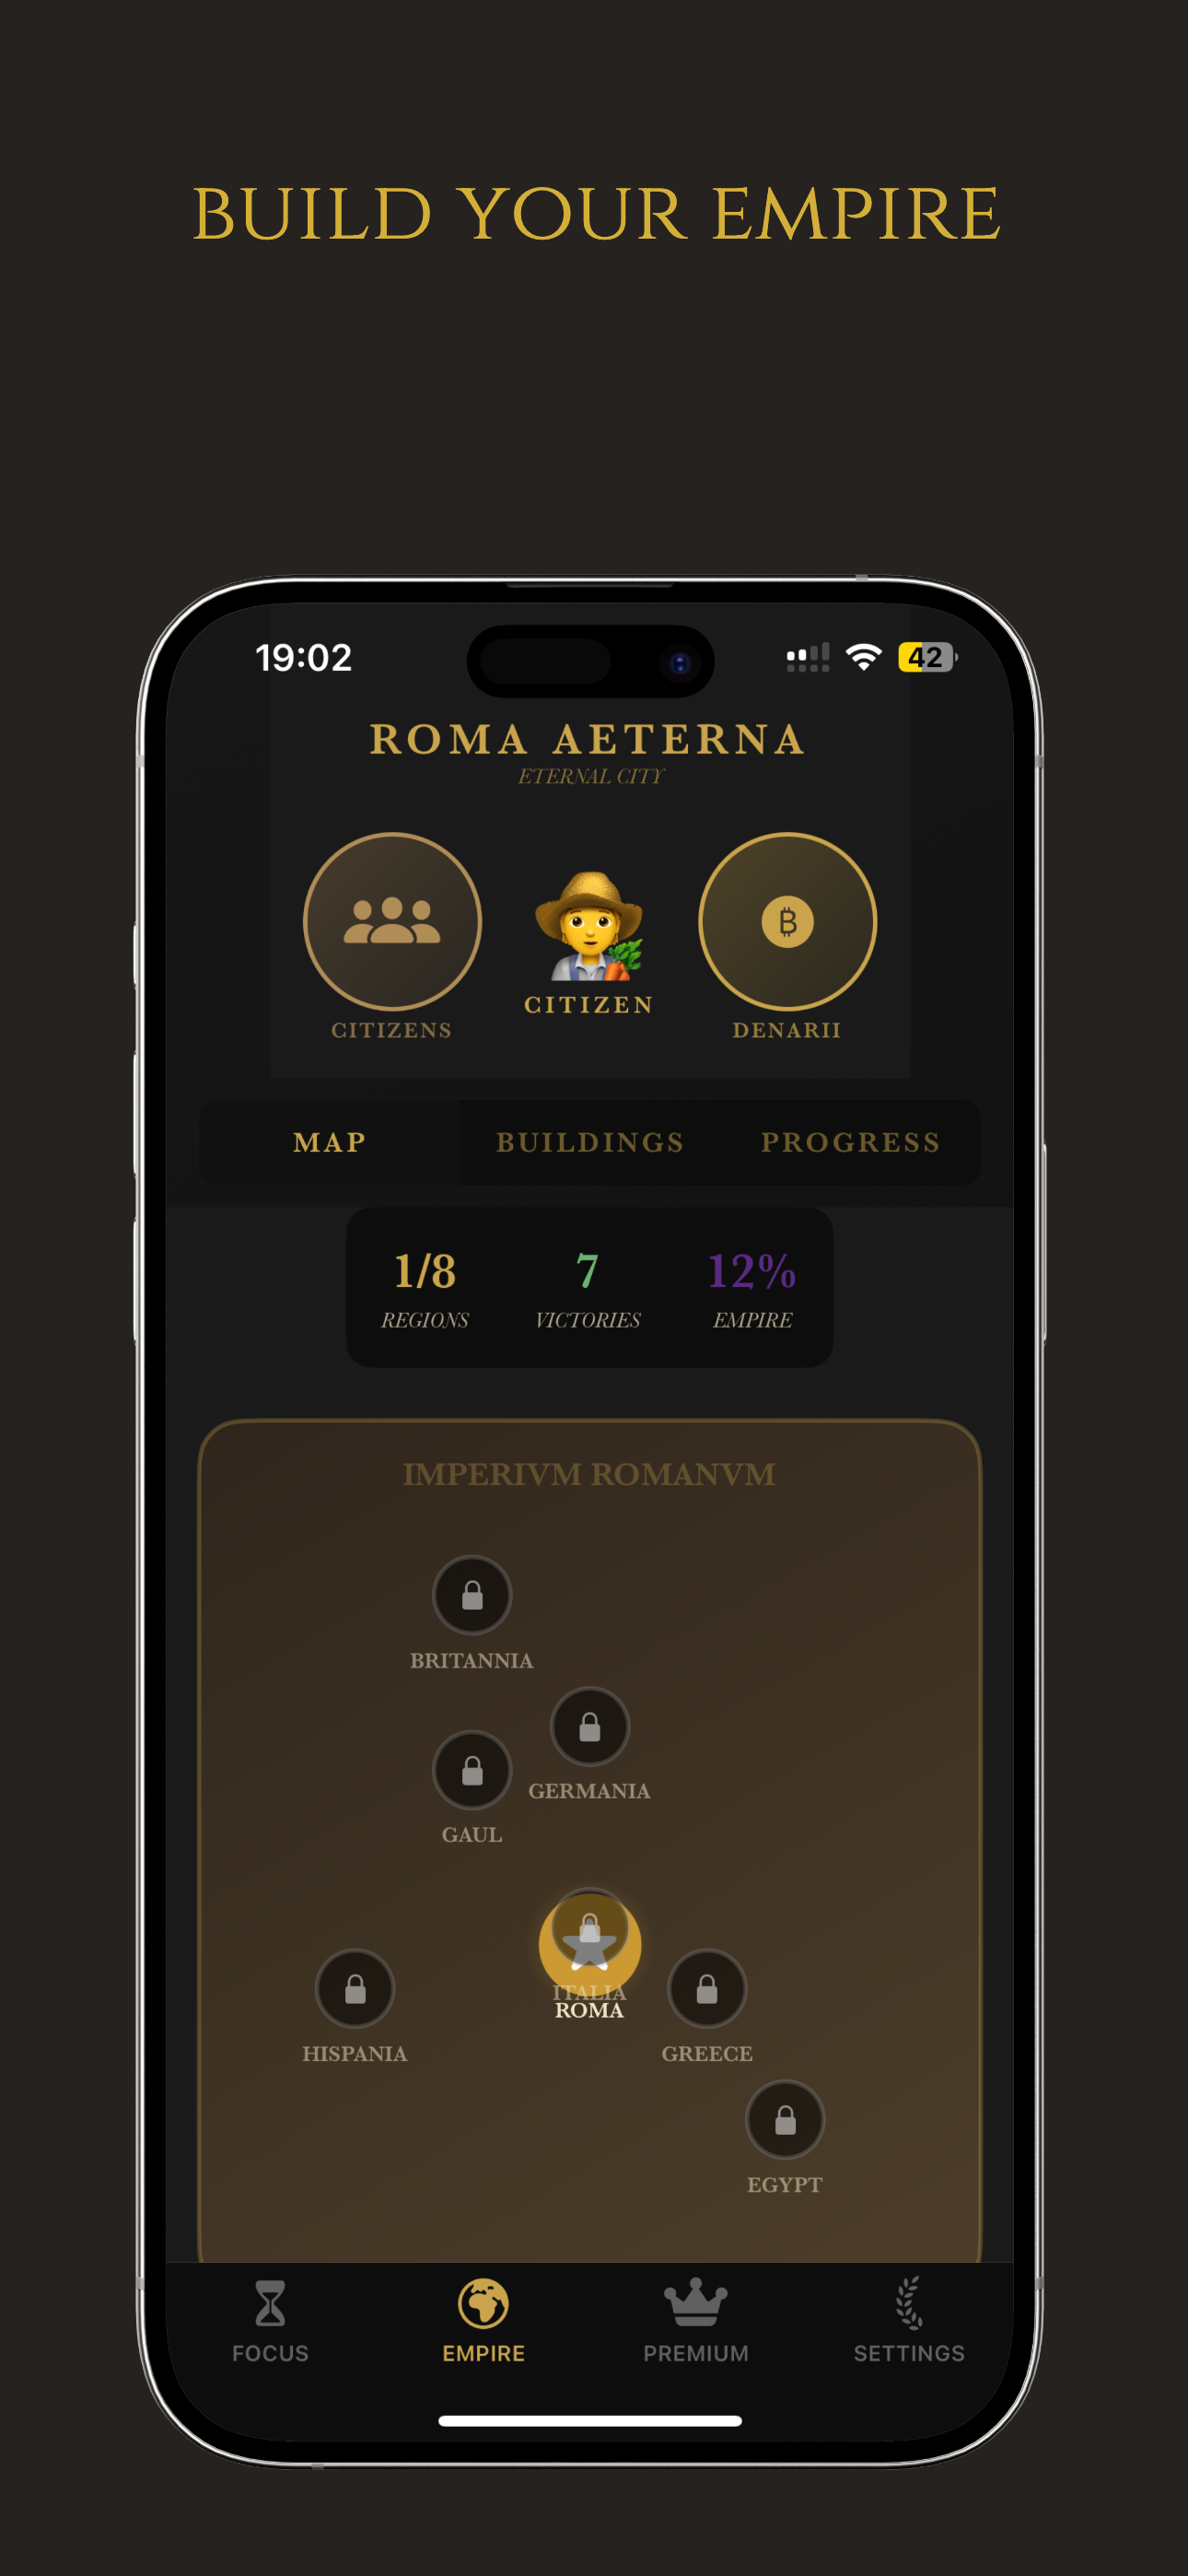 BUILD YOUR EMPIRE
19:02
42
ROMA AETERNA
ETERNAL CITY
CITIZENS
CITIZEN
DENARII
MAP
BUILDINGS
PROGRESS
1/8
7
12%
REGIONS
VICTORIES
EMPIRE
IMPERIVM ROMANVM
BRITANNIA
GERMANIA
GAUL
ITALIA
ROMA
HISPANIA
GREECE
EGYPT
FOCUS
EMPIRE
PREMIUM
SETTINGS